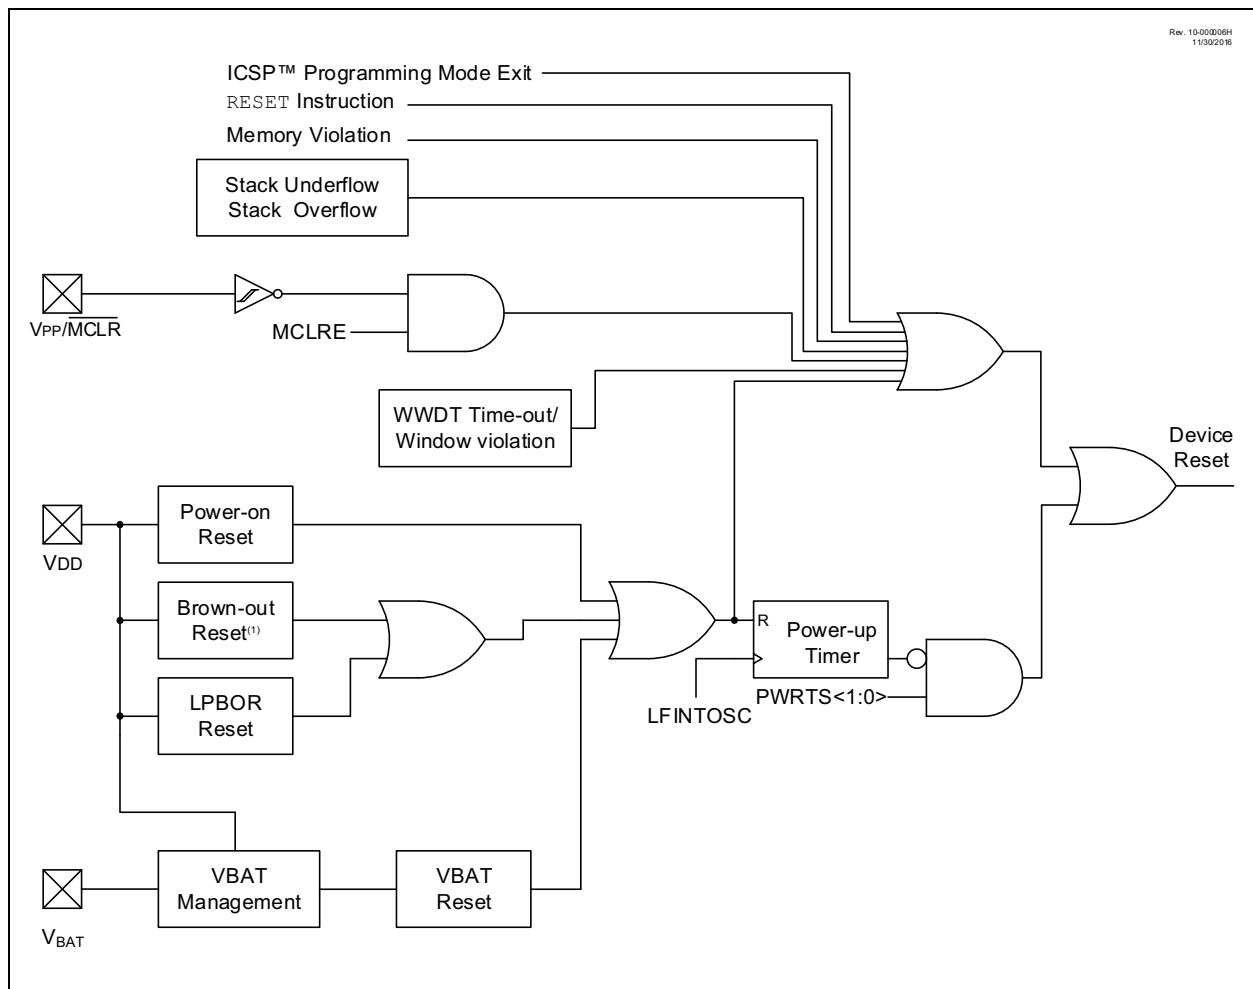 Rev. 10-000006H
11/30/2016
ICSP™ Programming Mode Exit
RESET Instruction
Memory Violation
Stack Underflow
Stack Overflow
VPP/MCLR
MCLRE
WWDT Time-out/
Window violation
Device
Reset
VDD
Power-on
Reset
Brown-out
Reset(1)
LPBOR
Reset
R
Power-up
Timer
LFINTOSC
PWRTS<1:0>
VBAT
VBAT
Management
VBAT
Reset